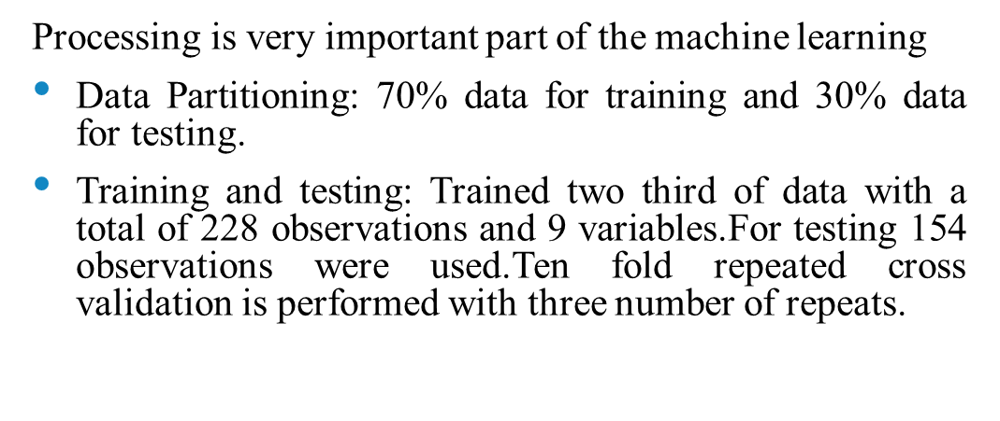 Processing is very important part of the machine learning
• Data Partitioning: 70% data for training and 30% data
for testing.
• Training and testing: Trained two third of data with a
total of 228 observations and 9 variables.For testing 154
observations were used.Ten fold repeated cross
validation is performed with three number of repeats.